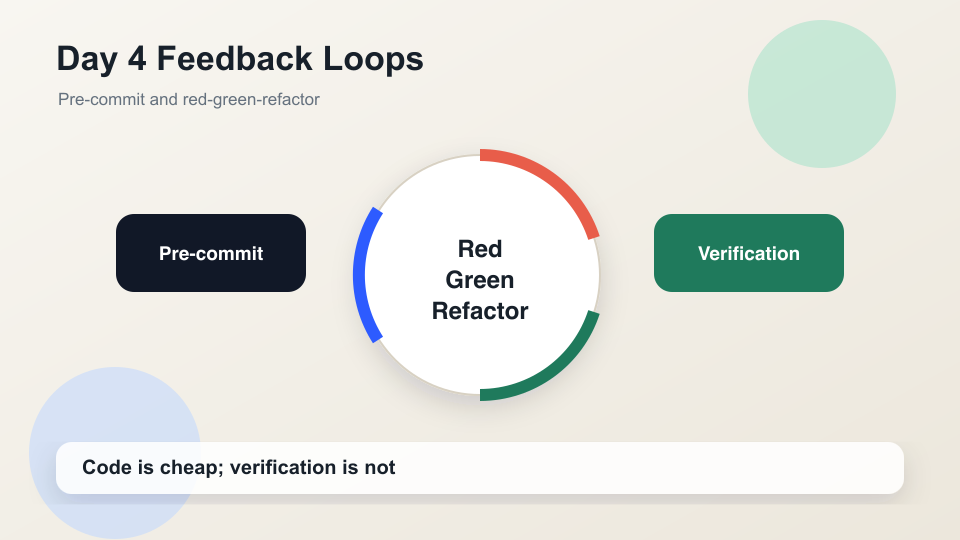 Day 4 Feedback Loops
Pre-commit and red-green-refactor
Pre-commit
Red
Green
Refactor
Verification
Code is cheap; verification is not